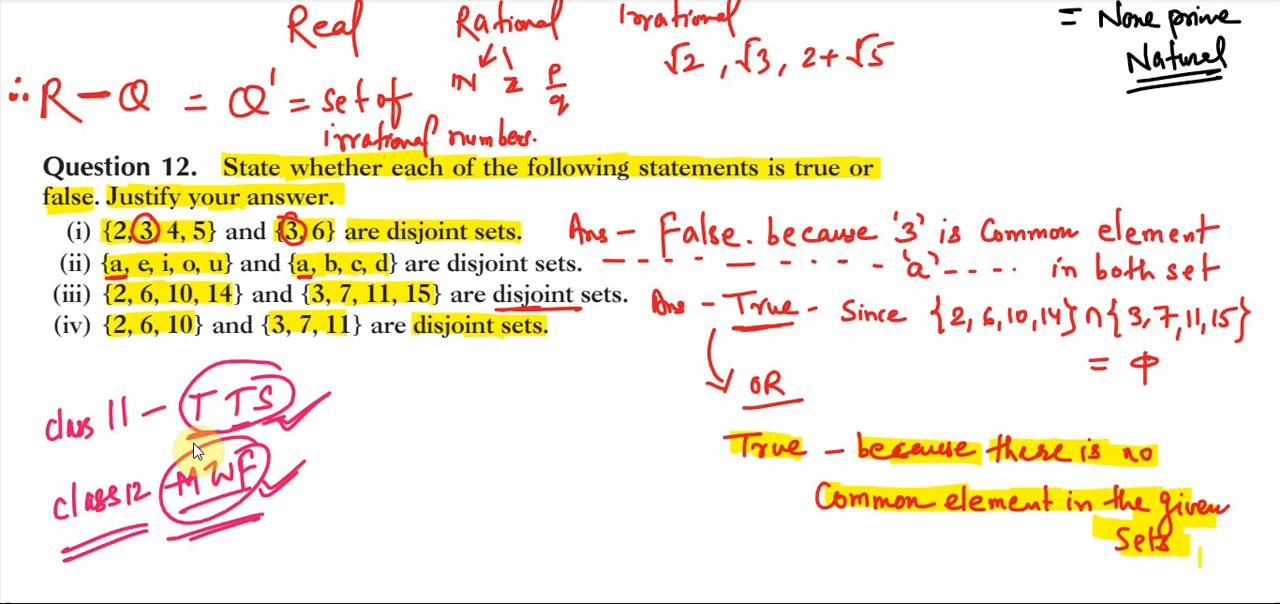 Real Rational Irrational = None prime
N Z p/q √2, √3, 2+√5 Natural
∴ R – Q = Q' = set of
irrational numbers.
Question 12. State whether each of the following statements is true or
false. Justify your answer.
(i) {2, 3, 4, 5} and {3, 6} are disjoint sets. Ans – False. because '3' is Common element
(ii) {a, e, i, o, u} and {a, b, c, d} are disjoint sets. 'a' in both set
(iii) {2, 6, 10, 14} and {3, 7, 11, 15} are disjoint sets. Ans – True – Since {2, 6, 10, 14} ∩ {3, 7, 11, 15}
(iv) {2, 6, 10} and {3, 7, 11} are disjoint sets.
= ϕ
OR
class 11 – TTS
True – because there is no
class 12 – MWF
Common element in the given
Sets